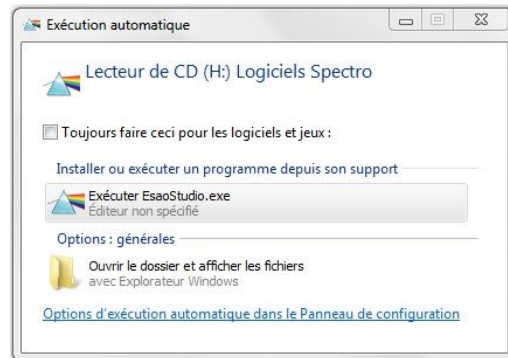 Exécution automatique
Lecteur de CD (H:) Logiciels Spectro
Toujours faire ceci pour les logiciels et jeux :
Installer ou exécuter un programme depuis son support
Exécuter EsaoStudio.exe
Éditeur non spécifié
Options : générales
Ouvrir le dossier et afficher les fichiers
avec Explorateur Windows
Options d'exécution automatique dans le Panneau de configuration